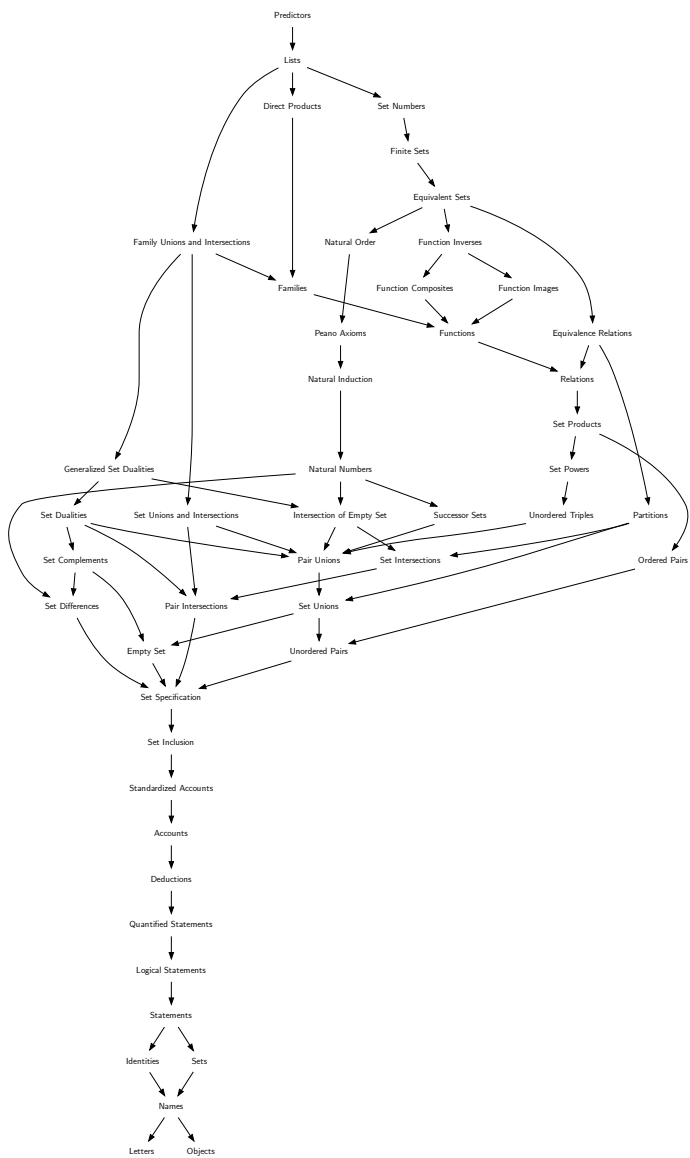 Predictors
Lists
Direct Products
Set Numbers
Finite Sets
Equivalent Sets
Family Unions and Intersections
Natural Order
Function Inverses
Families
Function Composites
Function Images
Peano Axioms
Functions
Equivalence Relations
Natural Induction
Relations
Set Products
Generalized Set Dualities
Natural Numbers
Set Powers
Set Dualities
Set Unions and Intersections
Intersection of Empty Set
Successor Sets
Unordered Triples
Partitions
Set Complements
Pair Unions
Set Intersections
Ordered Pairs
Set Differences
Pair Intersections
Set Unions
Empty Set
Unordered Pairs
Set Specification
Set Inclusion
Standardized Accounts
Accounts
Deductions
Quantified Statements
Logical Statements
Statements
Identities
Sets
Names
Letters
Objects